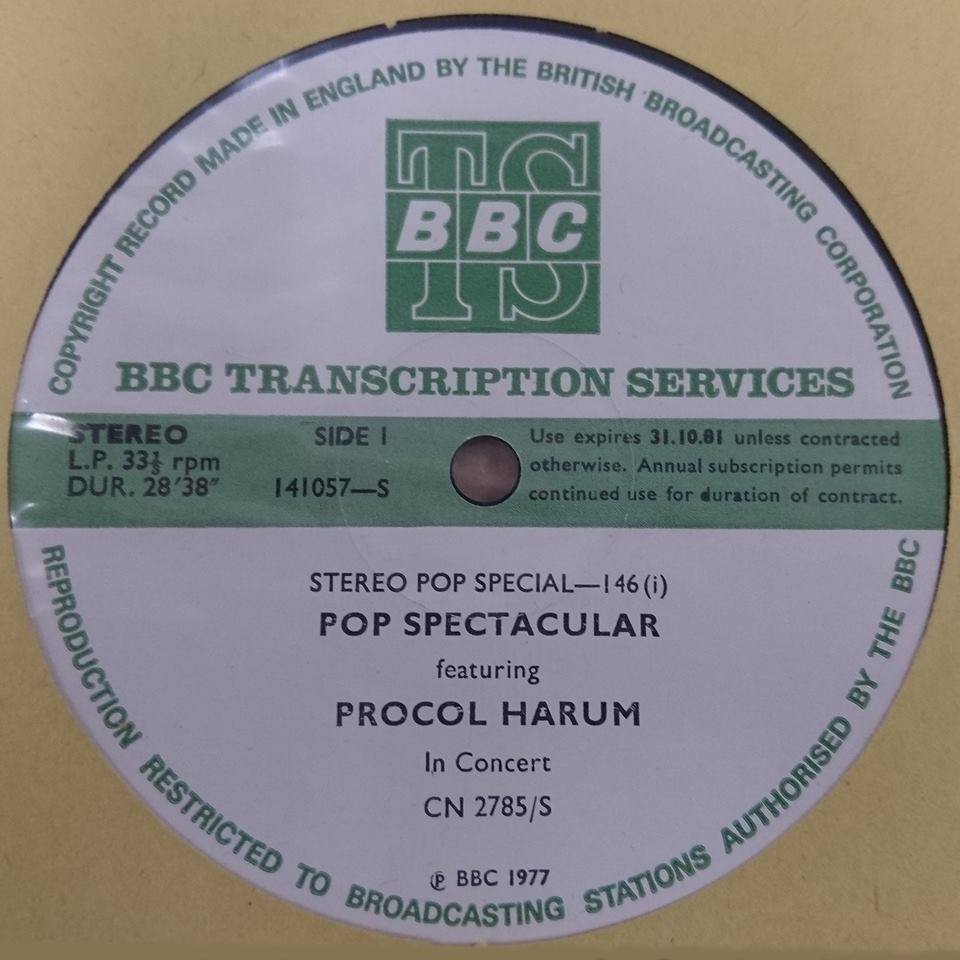 COPYRIGHT RECORD MADE IN ENGLAND BY THE BRITISH BROADCASTING CORPORATION
TS
BBC
BBC TRANSCRIPTION SERVICES
STEREO
L.P. 33⅓ rpm
DUR. 28′38″
SIDE 1
141057—S
Use expires 31.10.81 unless contracted
otherwise. Annual subscription permits
continued use for duration of contract.
STEREO POP SPECIAL—146 (i)
POP SPECTACULAR
featuring
PROCOL HARUM
In Concert
CN 2785/S
℗ BBC 1977
REPRODUCTION RESTRICTED TO BROADCASTING STATIONS AUTHORISED BY THE BBC